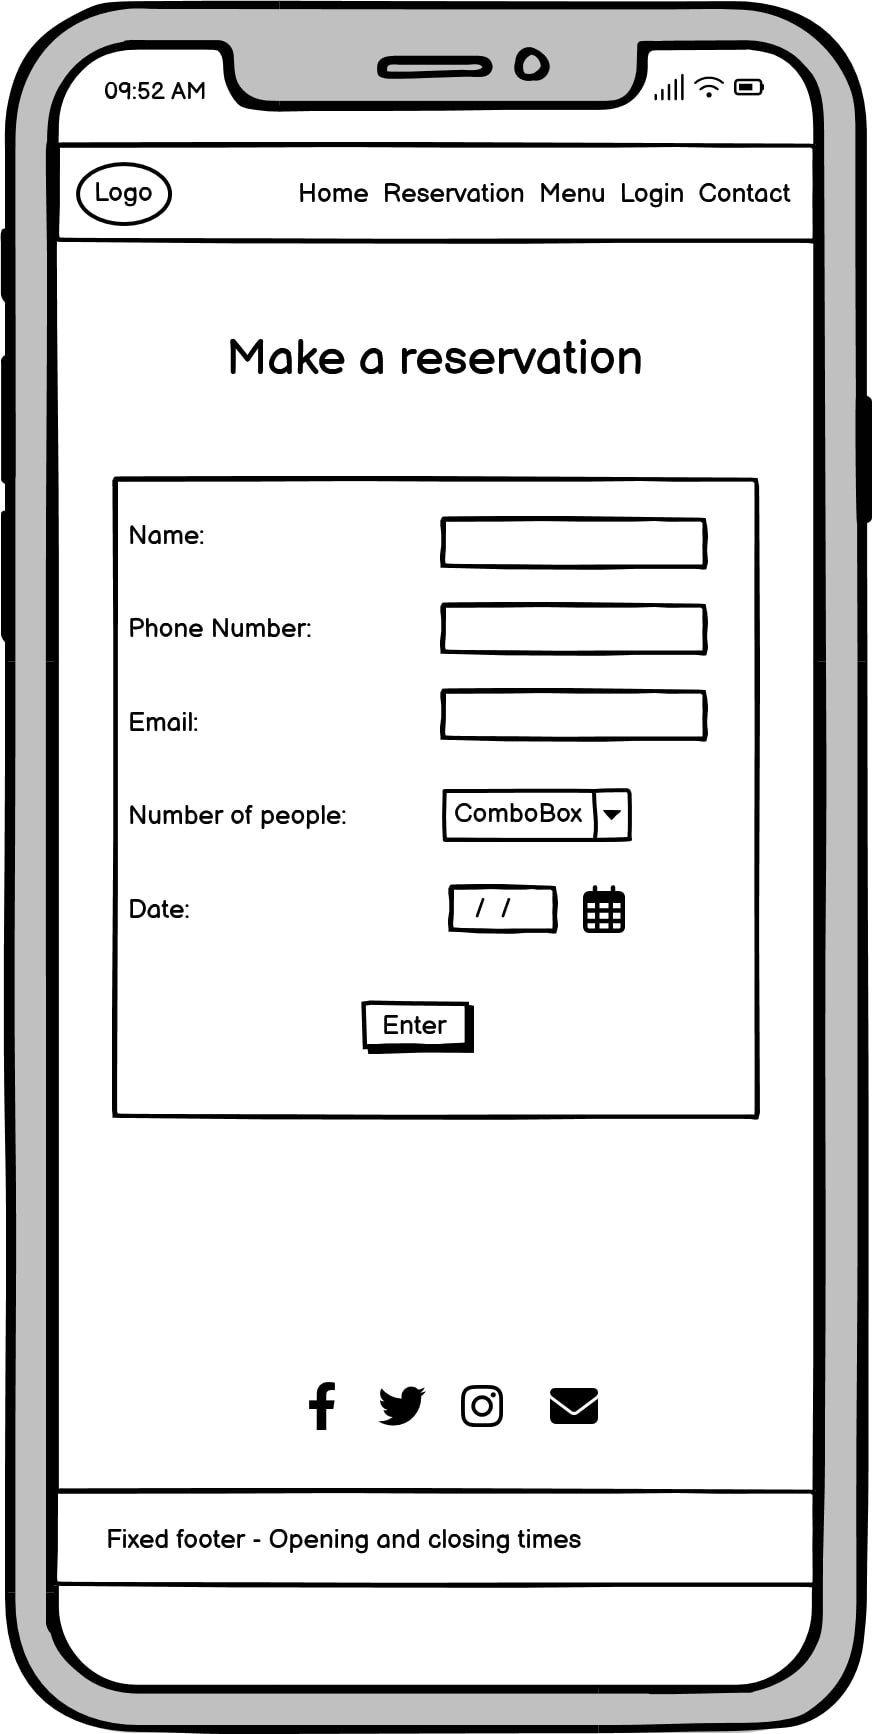 09:52 AM
Logo Home Reservation Menu Login Contact
Make a reservation
Name:
Phone Number:
Email:
Number of people: ComboBox
Date: / /
Enter
Fixed footer - Opening and closing times